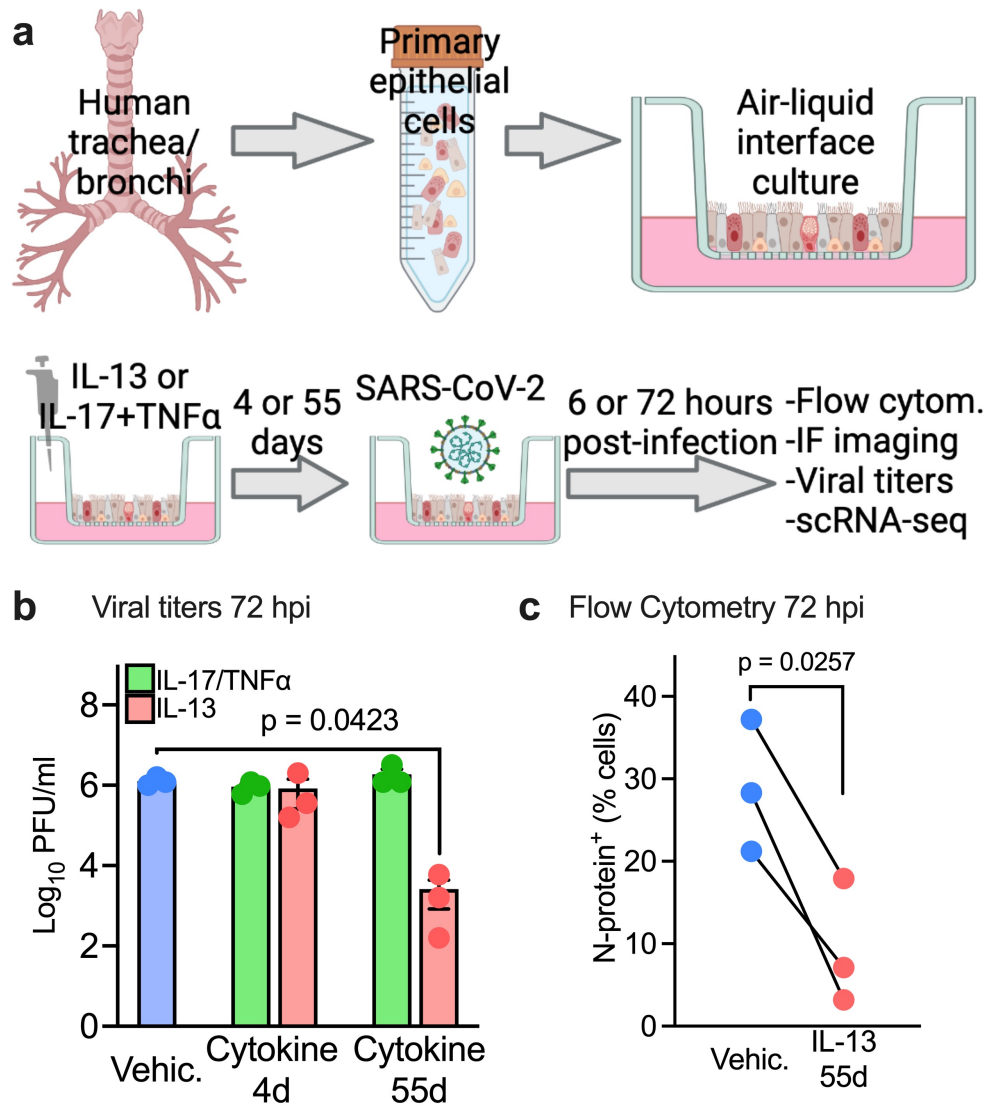 a
Human
trachea/
bronchi
Primary
epithelial
cells
Air-liquid
interface
culture
IL-13 or
IL-17+TNFα
4 or 55
days
SARS-CoV-2
6 or 72 hours
post-infection
-Flow cytom.
-IF imaging
-Viral titers
-scRNA-seq
b Viral titers 72 hpi
IL-17/TNFα
IL-13
p = 0.0423
Log10 PFU/ml
8
6
4
2
0
Vehic.
Cytokine
4d
Cytokine
55d
c Flow Cytometry 72 hpi
p = 0.0257
N-protein+ (% cells)
40
30
20
10
0
Vehic.
IL-13
55d